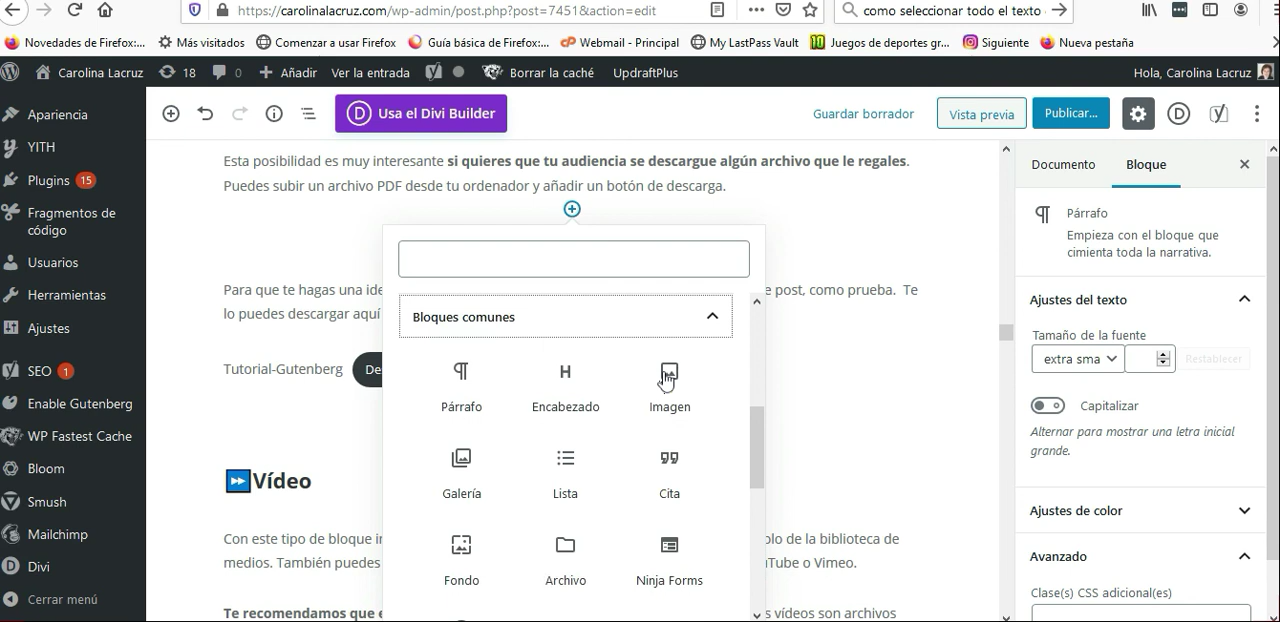 https://carolinalacruz.com/wp-admin/post.php?post=7451&action=edit
como seleccionar todo el texto
Novedades de Firefox:...
Más visitados
Comenzar a usar Firefox
Guía básica de Firefox:...
Webmail - Principal
My LastPass Vault
Juegos de deportes gr...
Siguiente
Nueva pestaña
Carolina Lacruz
18
0
Añadir
Ver la entrada
Borrar la caché
UpdraftPlus
Hola, Carolina Lacruz
Apariencia
YITH
Plugins 15
Fragmentos de
código
Usuarios
Herramientas
Ajustes
SEO 1
Enable Gutenberg
WP Fastest Cache
Bloom
Smush
Mailchimp
Divi
Cerrar menú
Usa el Divi Builder
Guardar borrador
Vista previa
Publicar...
Esta posibilidad es muy interesante si quieres que tu audiencia se descargue algún archivo que le regales.
Puedes subir un archivo PDF desde tu ordenador y añadir un botón de descarga.
Para que te hagas una ide
e post, como prueba. Te
lo puedes descargar aquí
Tutorial-Gutenberg
De
Vídeo
Con este tipo de bloque in
olo de la biblioteca de
medios. También puedes
uTube o Vimeo.
Te recomendamos que e
s vídeos son archivos
Bloques comunes
Párrafo
Encabezado
Imagen
Galería
Lista
Cita
Fondo
Archivo
Ninja Forms
Documento
Bloque
Párrafo
Empieza con el bloque que
cimienta toda la narrativa.
Ajustes del texto
Tamaño de la fuente
extra sma
Restablecer
Capitalizar
Alternar para mostrar una letra inicial
grande.
Ajustes de color
Avanzado
Clase(s) CSS adicional(es)